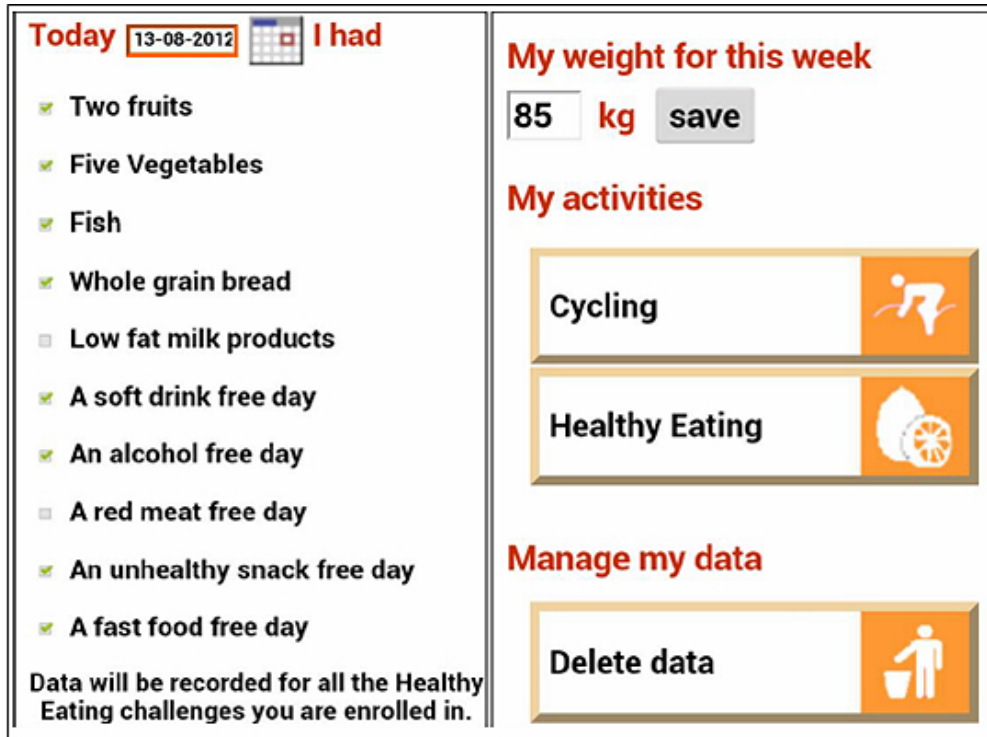 Today 13-08-2012 I had
Two fruits
Five Vegetables
Fish
Whole grain bread
Low fat milk products
A soft drink free day
An alcohol free day
A red meat free day
An unhealthy snack free day
A fast food free day
Data will be recorded for all the Healthy
Eating challenges you are enrolled in.
My weight for this week
85 kg save
My activities
Cycling
Healthy Eating
Manage my data
Delete data